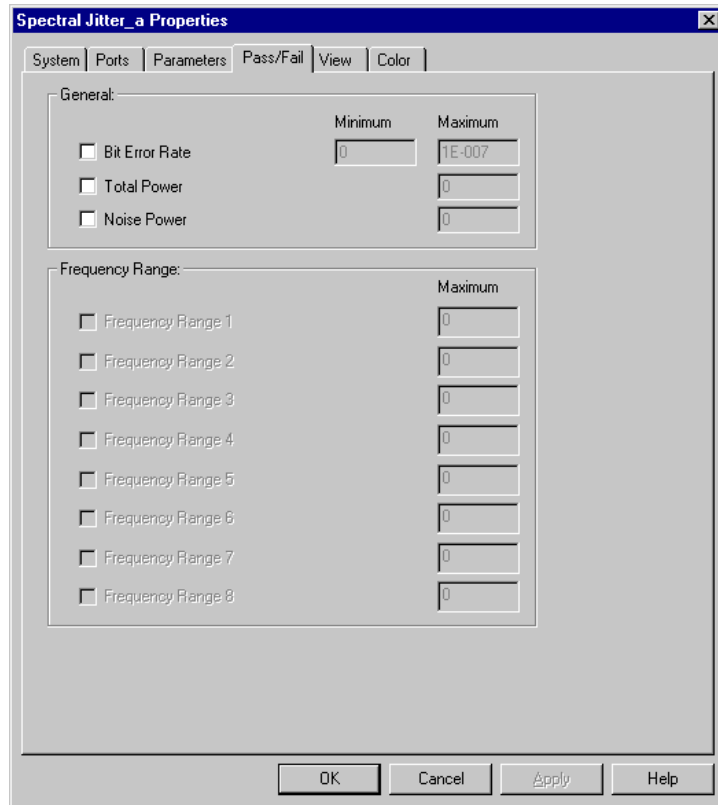 Spectral Jitter_a Properties
System Ports Parameters Pass/Fail View Color
General:
Minimum Maximum
Bit Error Rate 0 1E-007
Total Power 0
Noise Power 0
Frequency Range:
Maximum
Frequency Range 1 0
Frequency Range 2 0
Frequency Range 3 0
Frequency Range 4 0
Frequency Range 5 0
Frequency Range 6 0
Frequency Range 7 0
Frequency Range 8 0
OK Cancel Apply Help